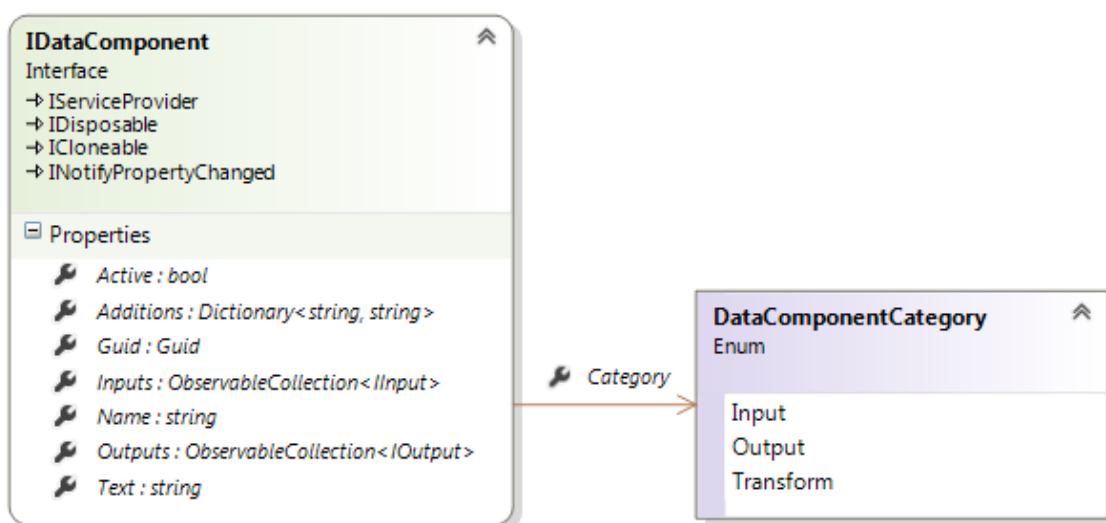 IDataComponent
Interface
IServiceProvider
IDisposable
ICloneable
INotifyPropertyChanged
Properties
Active : bool
Additions : Dictionary<string, string>
Guid : Guid
Inputs : ObservableCollection<IInput>
Name : string
Outputs : ObservableCollection<IOutput>
Text : string
Category
DataComponentCategory
Enum
Input
Output
Transform